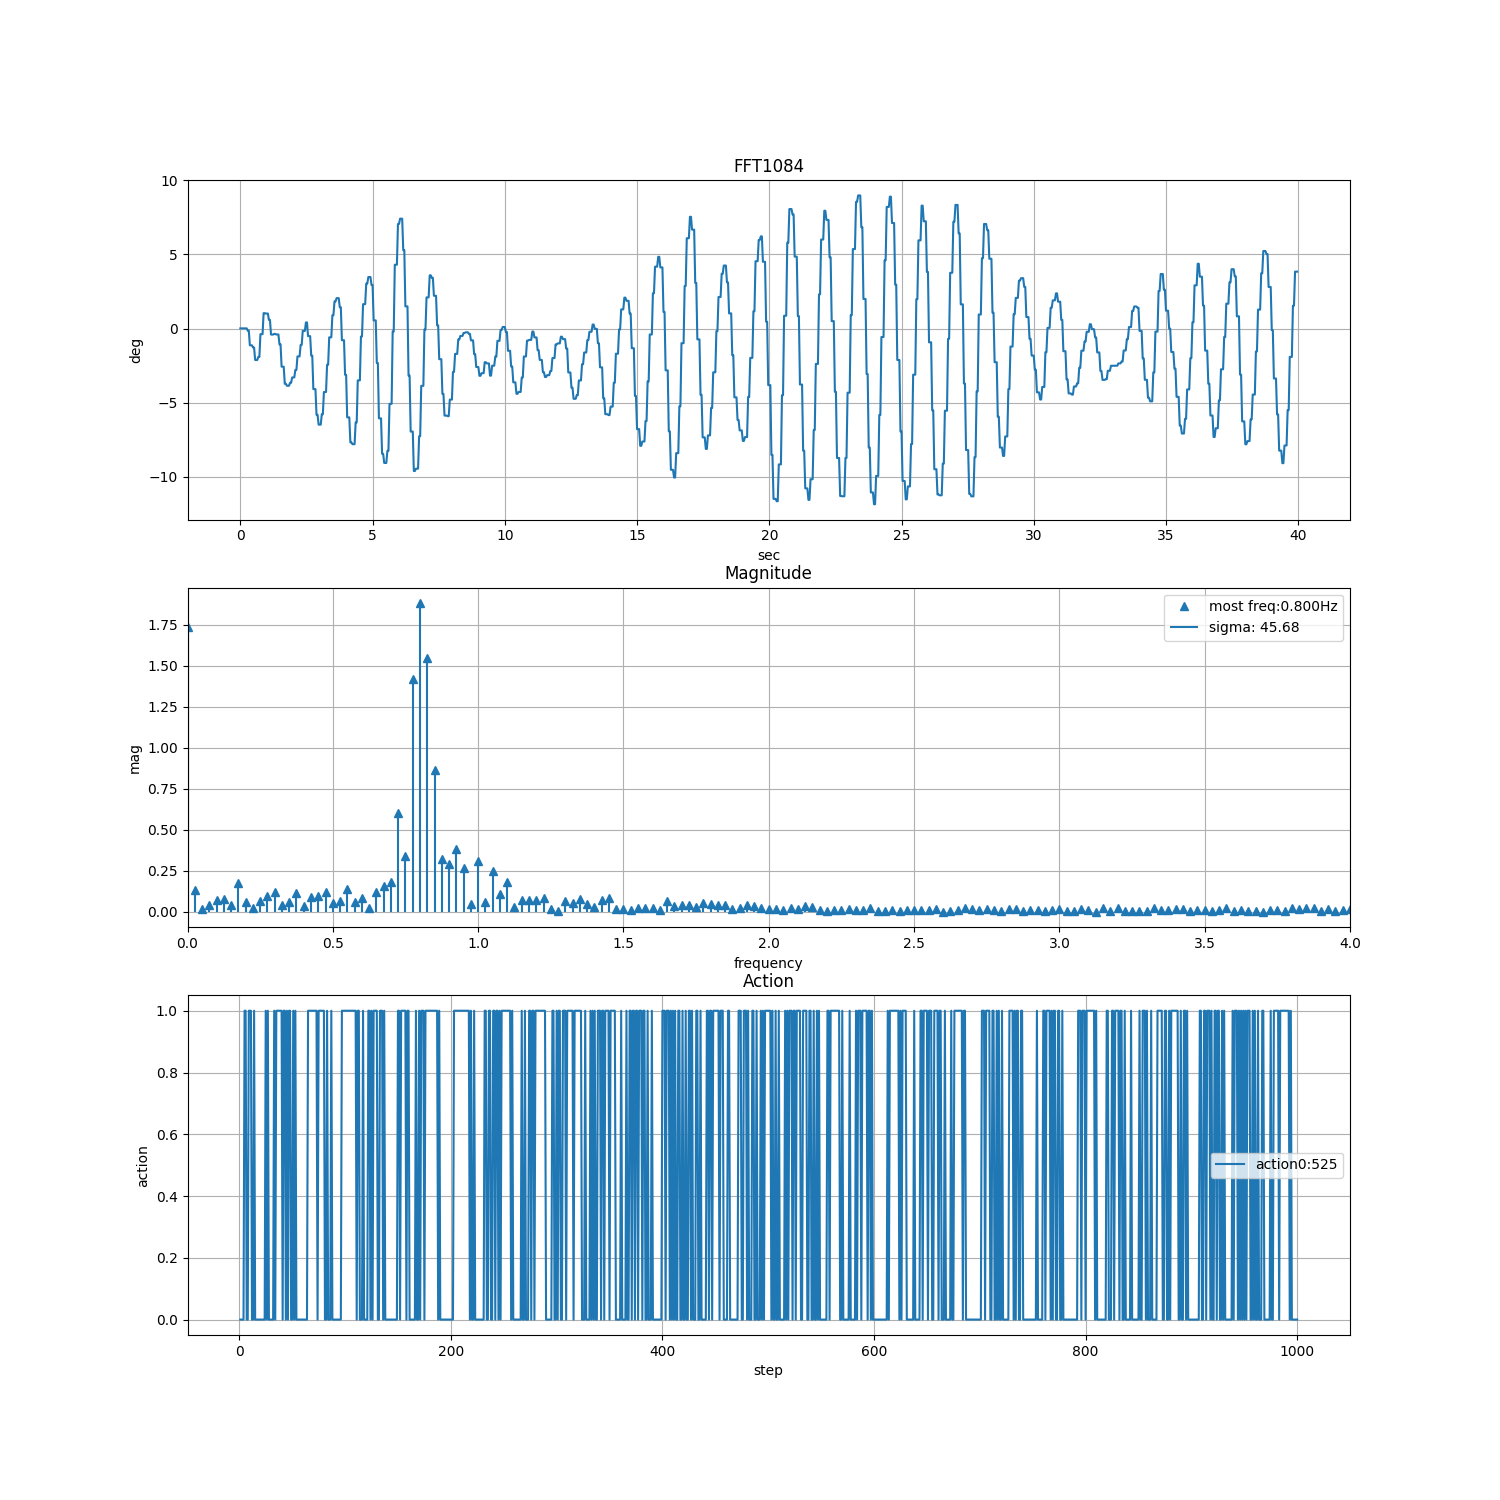 FFT1084
10
5
0
−5
−10
deg
0 5 10 15 20 25 30 35 40
sec
Magnitude
1.75
1.50
1.25
1.00
0.75
0.50
0.25
0.00
mag
most freq:0.800Hz
sigma: 45.68
0.0 0.5 1.0 1.5 2.0 2.5 3.0 3.5 4.0
frequency
Action
1.0
0.8
0.6
0.4
0.2
0.0
action
action0:525
0 200 400 600 800 1000
step